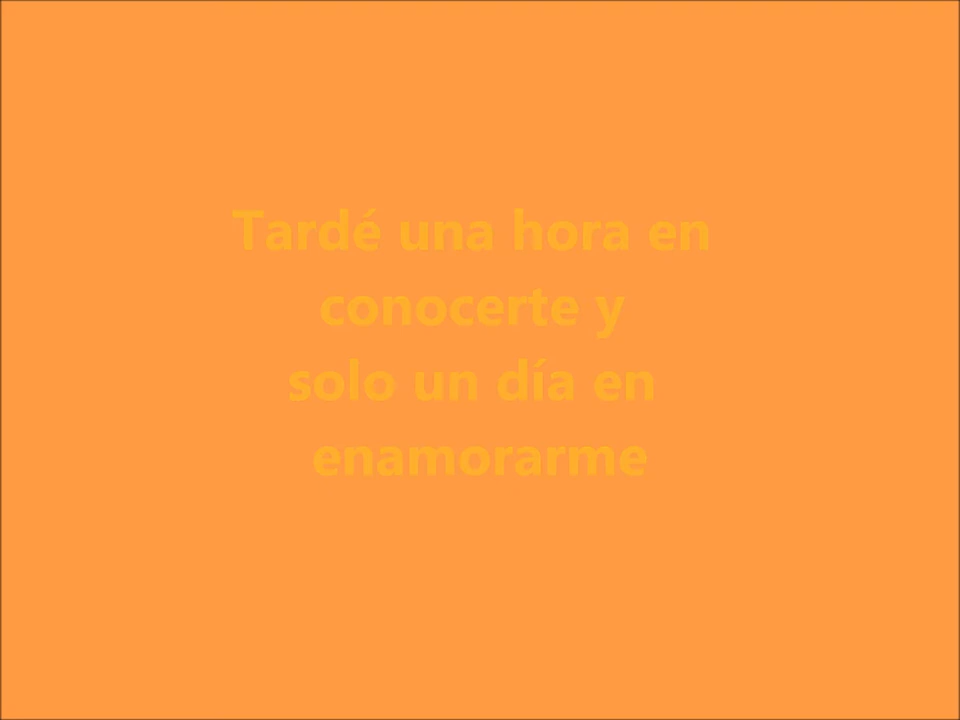 Tardé una hora en
conocerte y
solo un día en
enamorarme